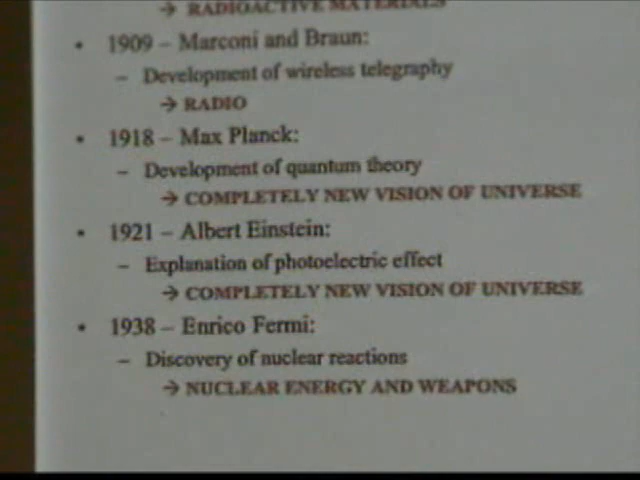 → RADIOACTIVE MATERIALS
• 1909 – Marconi and Braun:
– Development of wireless telegraphy
→ RADIO
• 1918 – Max Planck:
– Development of quantum theory
→ COMPLETELY NEW VISION OF UNIVERSE
• 1921 – Albert Einstein:
– Explanation of photoelectric effect
→ COMPLETELY NEW VISION OF UNIVERSE
• 1938 – Enrico Fermi:
– Discovery of nuclear reactions
→ NUCLEAR ENERGY AND WEAPONS